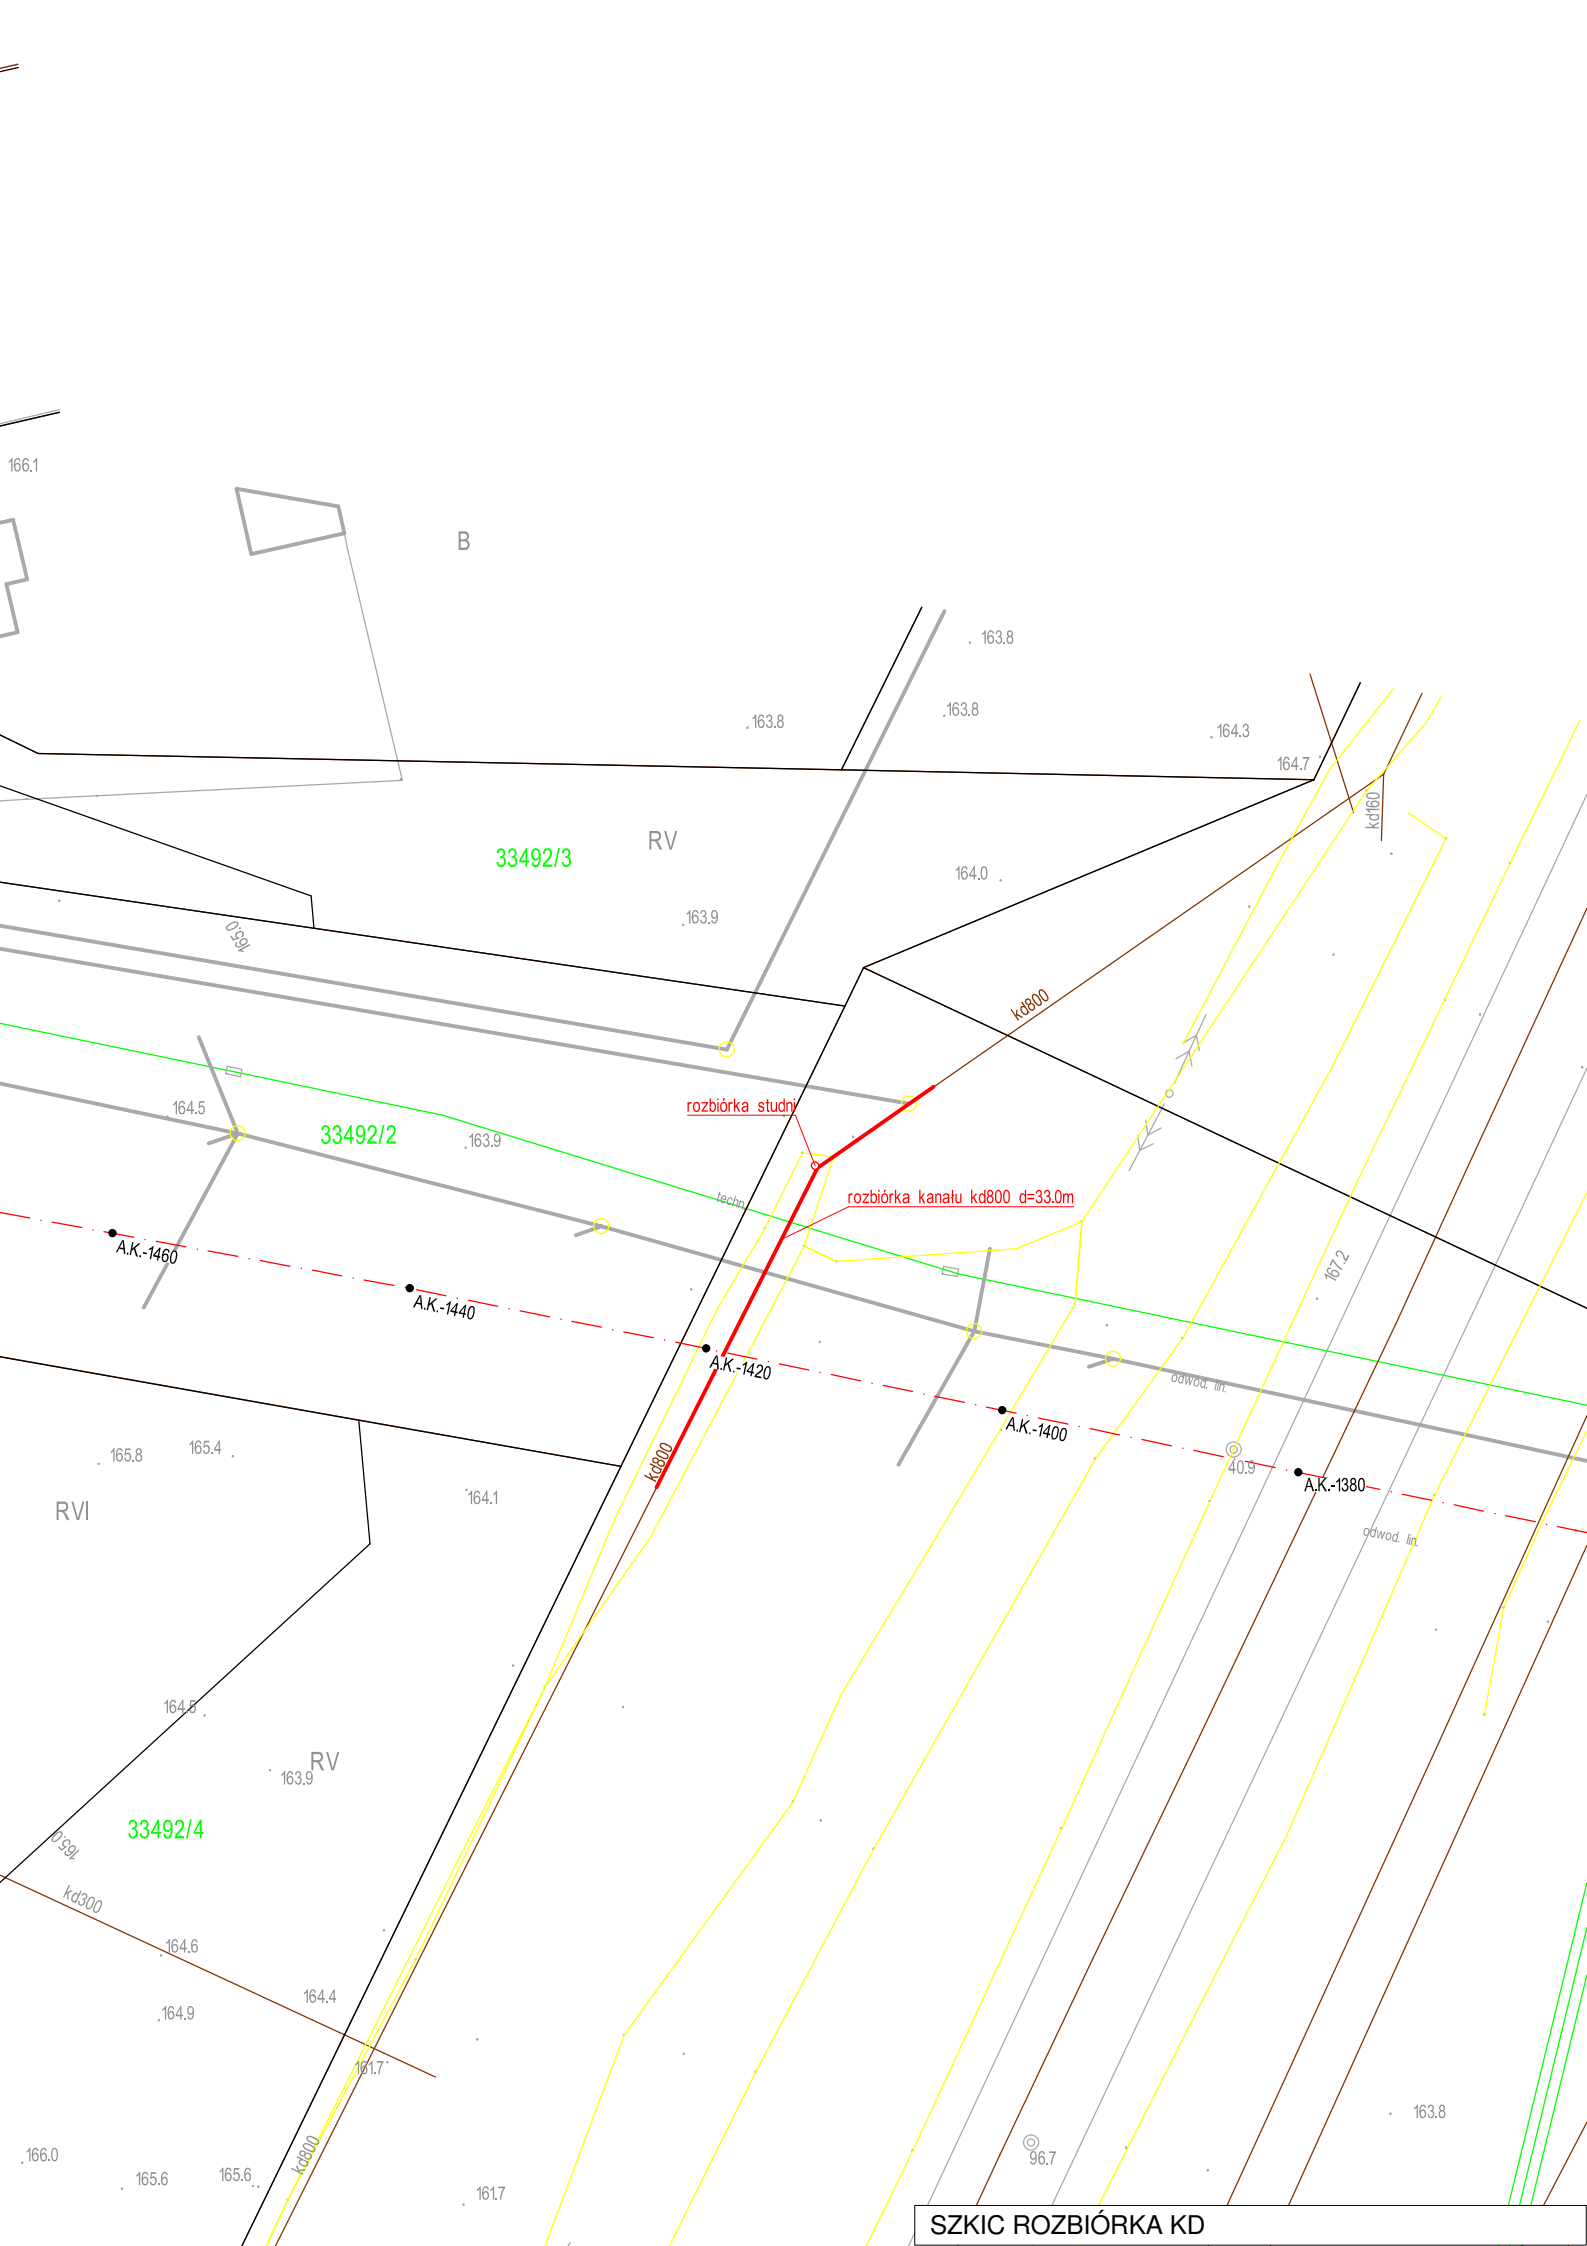 166.1
B
163.8
163.8
163.8
164.3
164.7
kd160
RV
33492/3
164.0
163.9
165.0
kd800
164.5
33492/2
163.9
rozbiórka studni
techn.
rozbiórka kanału kd800 d=33.0m
A.K.-1460
A.K.-1440
167.2
A.K.-1420
odwod. lin.
A.K.-1400
165.8
165.4
kd800
40.9
A.K.-1380
164.1
RVI
odwod. lin.
164.5
RV
163.9
33492/4
165.0
kd300
164.6
164.4
164.9
161.7
163.8
kd800
166.0
165.6
165.6
161.7
96.7
SZKIC ROZBIÓRKA KD